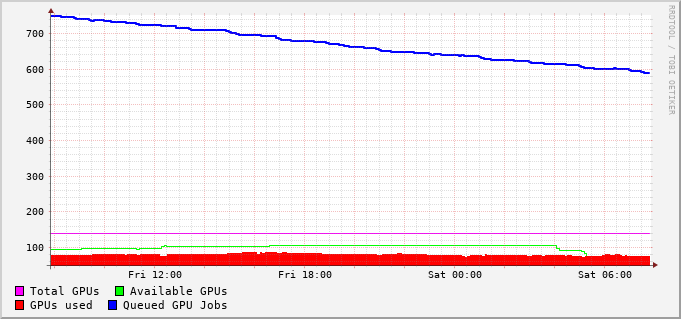 RRDTOOL / TOBI OETIKER
700
600
500
400
300
200
100
Fri 12:00 Fri 18:00 Sat 00:00 Sat 06:00
Total GPUs Available GPUs
GPUs used Queued GPU Jobs